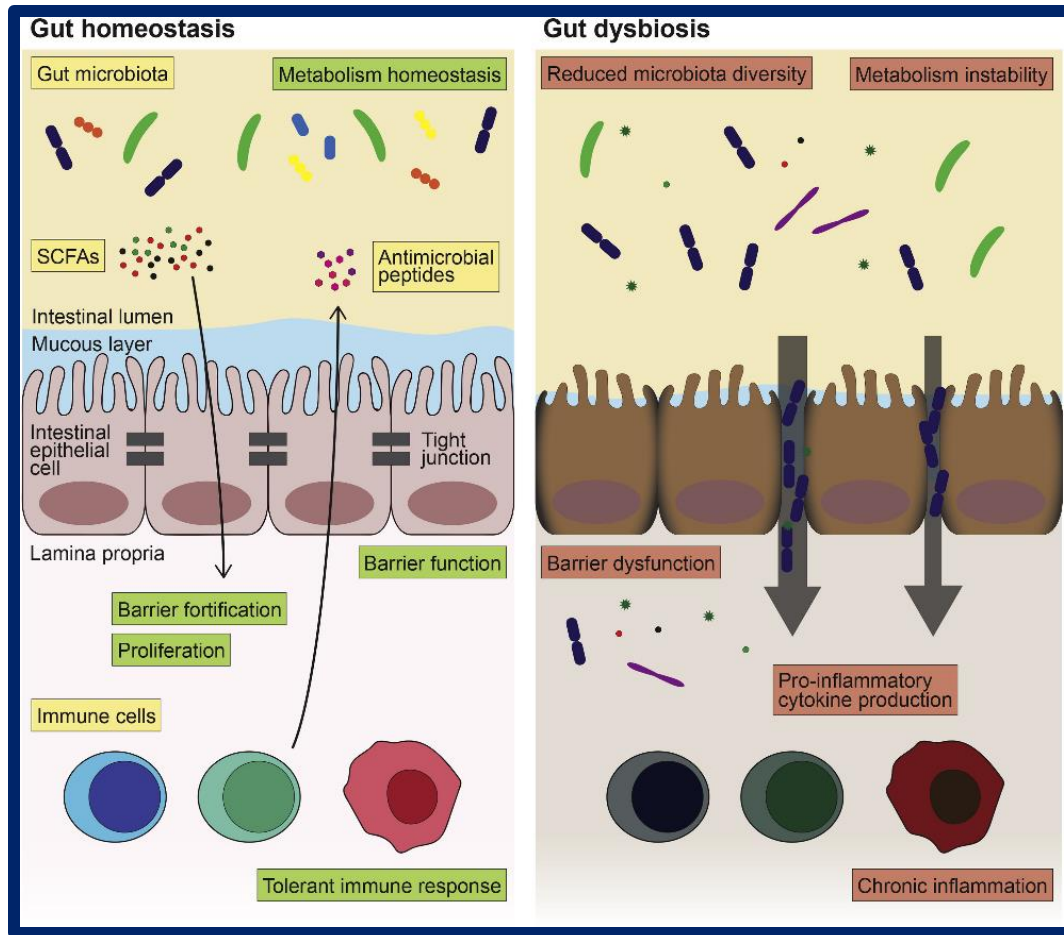 Gut homeostasis
Gut microbiota
Metabolism homeostasis
SCFAs
Antimicrobial
peptides
Intestinal lumen
Mucous layer
Intestinal
epithelial
cell
Tight
junction
Lamina propria
Barrier function
Barrier fortification
Proliferation
Immune cells
Tolerant immune response
Gut dysbiosis
Reduced microbiota diversity
Metabolism instability
Barrier dysfunction
Pro-inflammatory
cytokine production
Chronic inflammation